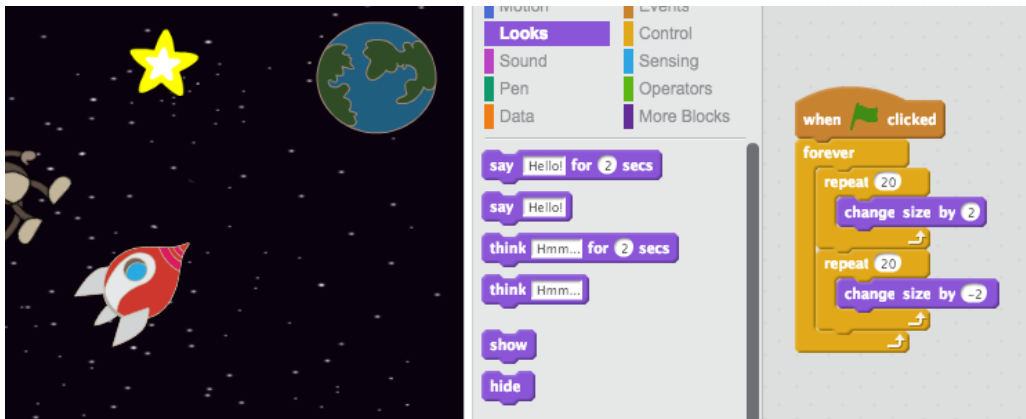 Motion
Events
Looks
Control
Sound
Sensing
Pen
Operators
Data
More Blocks
say Hello! for 2 secs
say Hello!
think Hmm... for 2 secs
think Hmm...
show
hide
when clicked
forever
repeat 20
change size by 2
repeat 20
change size by -2